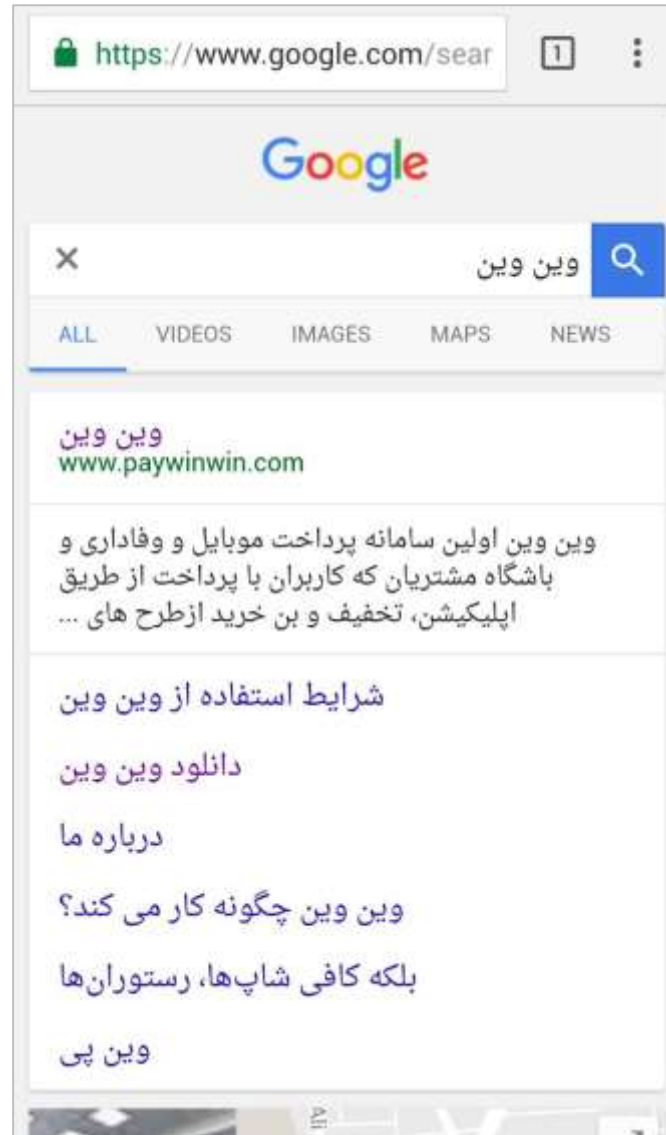 https://www.google.com/sear
1
Google
وین وین
ALL VIDEOS IMAGES MAPS NEWS
وین وین
www.paywinwin.com
وین وین اولین سامانه پرداخت موبایل و وفاداری و
باشگاه مشتریان که کاربران با پرداخت از طریق
اپلیکیشن، تخفیف و بن خرید ازطرح های ...
شرایط استفاده از وین وین
دانلود وین وین
درباره ما
وین وین چگونه کار می کند؟
بلکه کافی شاپ‌ها، رستوران‌ها
وین پی